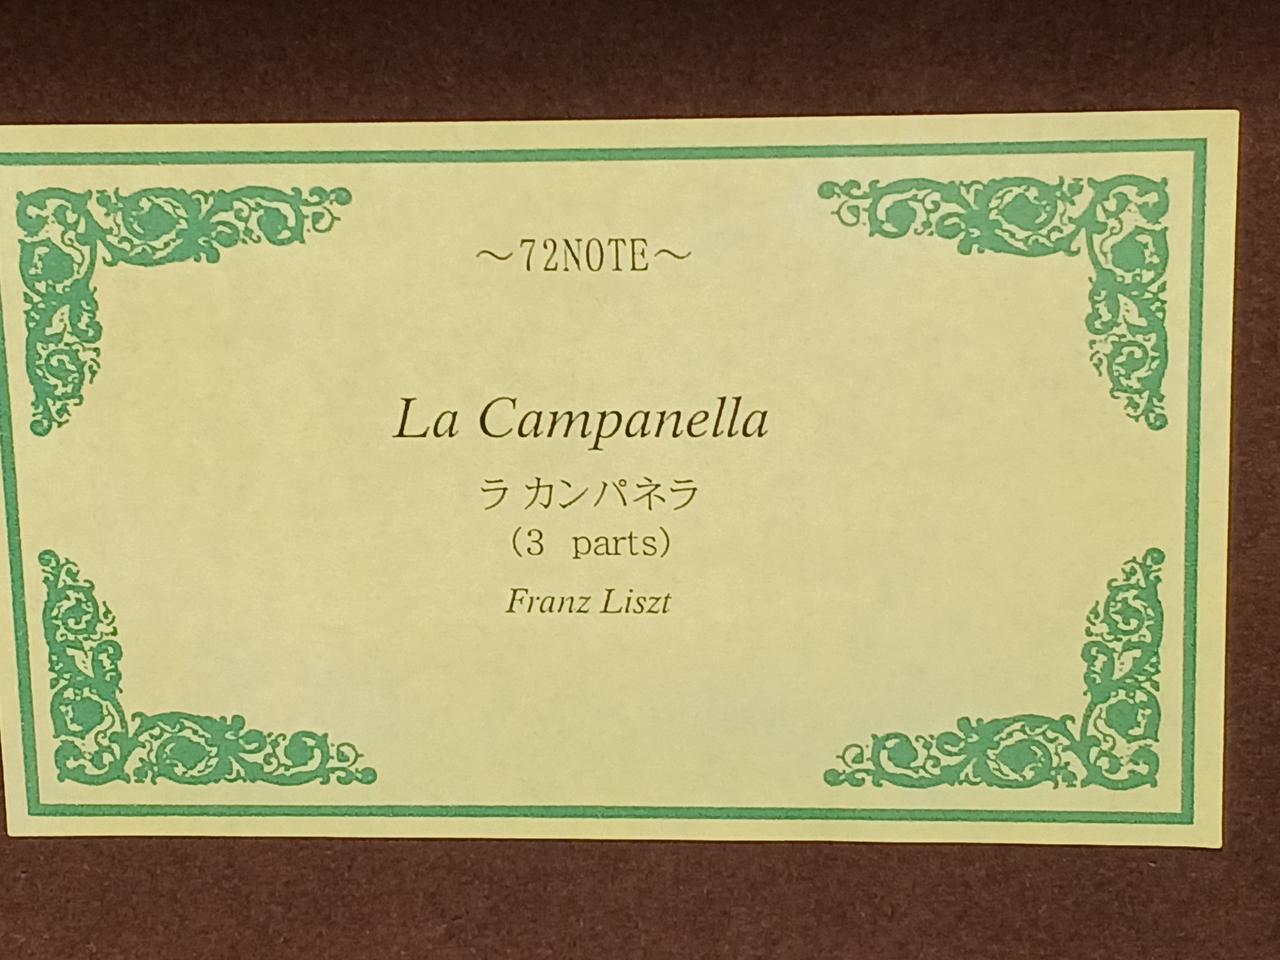 ～72NOTE～
La Campanella
ラ カンパネラ
(3 parts)
Franz Liszt